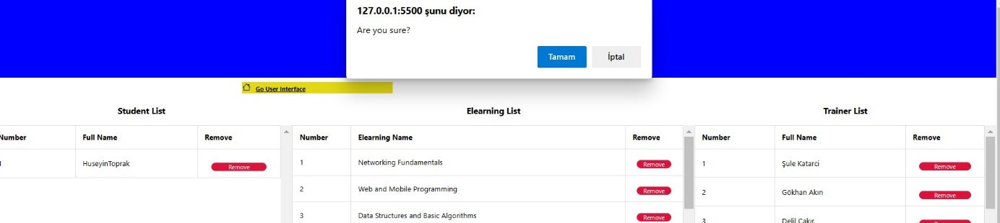 127.0.0.1:5500 şunu diyor:
Are you sure?
Tamam İptal
Go User Interface
Student List Elearning List Trainer List
Number Full Name Remove Number Elearning Name Remove Number Full Name Remove
HuseyinToprak Remove 1 Networking Fundamentals Remove 1 Şule Katarci Remove
2 Web and Mobile Programming Remove 2 Gökhan Akın Remove
3 Data Structures and Basic Algorithms Remove 3 Delil Çakır Remove